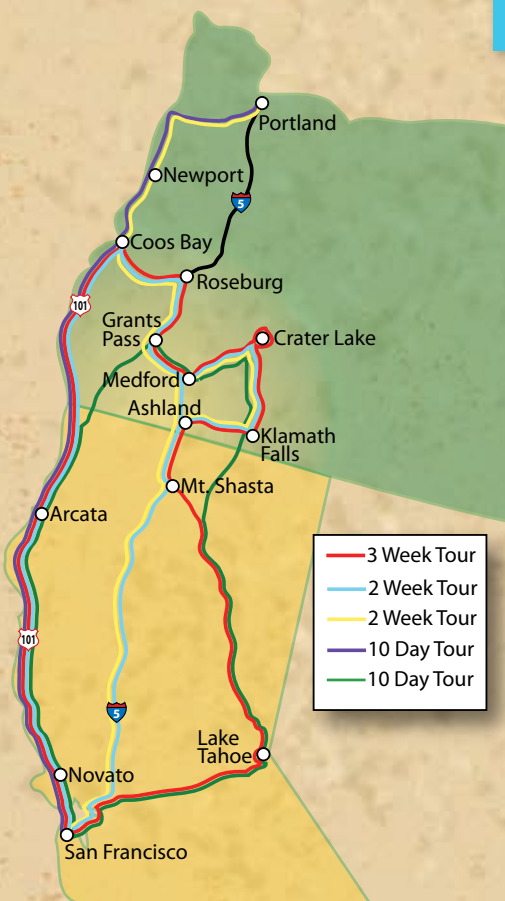 Portland
Newport
5
Coos Bay
Roseburg
101
Grants
Pass
Crater Lake
Medford
Ashland
Klamath
Falls
Mt. Shasta
Arcata
3 Week Tour
2 Week Tour
2 Week Tour
10 Day Tour
10 Day Tour
101
5
Lake
Tahoe
Novato
San Francisco